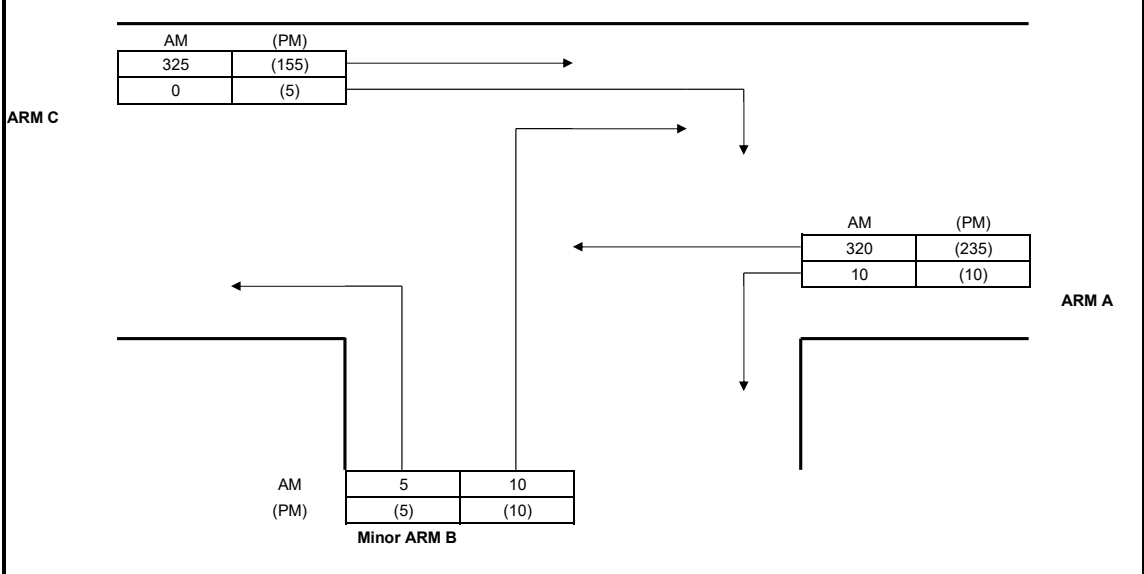 AM (PM)
325 (155)
0 (5)
ARM C
AM (PM)
320 (235)
10 (10)
ARM A
AM 5 10
(PM) (5) (10)
Minor ARM B